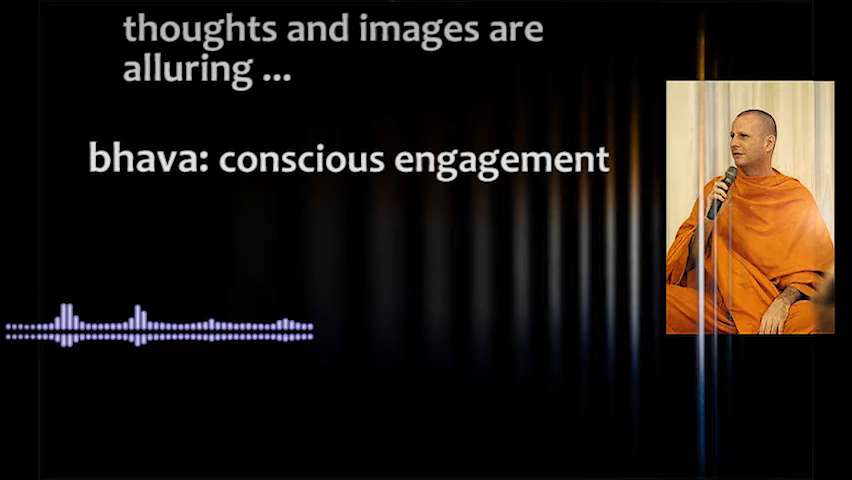 thoughts and images are
alluring ...
bhava: conscious engagement